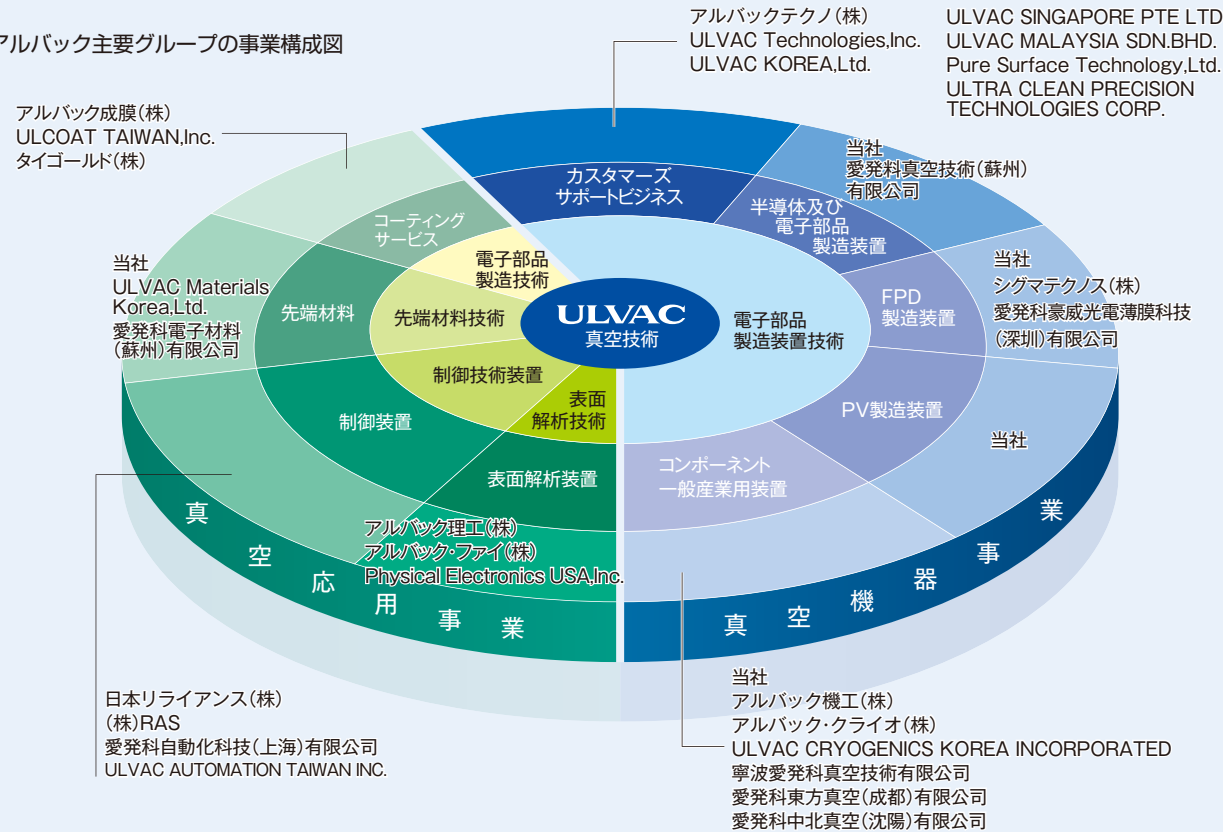 アルバック主要グループの事業構成図
アルバックテクノ(株)
ULVAC Technologies,Inc.
ULVAC KOREA,Ltd.
ULVAC SINGAPORE PTE LTD
ULVAC MALAYSIA SDN.BHD.
Pure Surface Technology,Ltd.
ULTRA CLEAN PRECISION
TECHNOLOGIES CORP.
アルバック成膜(株)
ULCOAT TAIWAN,Inc.
タイゴールド(株)
当社
愛発料真空技術(蘇州)
有限公司
カスタマーズ
サポートビジネス
半導体及び
電子部品
製造装置
コーティング
サービス
電子部品
製造技術
当社
ULVAC Materials
Korea,Ltd.
愛発科電子材料
(蘇州)有限公司
先端材料
先端材料技術
ULVAC
真空技術
電子部品
製造装置技術
FPD
製造装置
当社
シグマテクノス(株)
愛発科豪威光電薄膜科技
(深圳)有限公司
制御技術装置
制御装置
表面
解析技術
PV製造装置
当社
表面解析装置
コンポーネント
一般産業用装置
アルバック理工(株)
アルバック・ファイ(株)
Physical Electronics USA,Inc.
真空応用事業
真空機器事業
日本リライアンス(株)
(株)RAS
愛発科自動化科技(上海)有限公司
ULVAC AUTOMATION TAIWAN INC.
当社
アルバック機工(株)
アルバック・クライオ(株)
ULVAC CRYOGENICS KOREA INCORPORATED
寧波愛発科真空技術有限公司
愛発科東方真空(成都)有限公司
愛発科中北真空(沈陽)有限公司